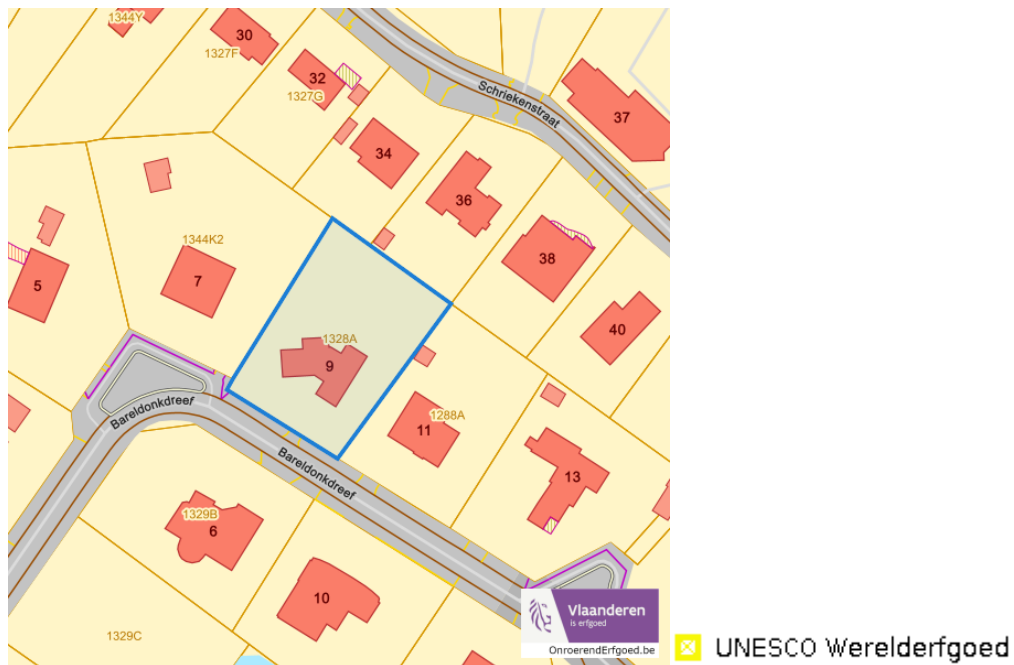 1344Y
30
1327F
32
1327G
Schriekenstraat
37
34
36
1344K2
38
5
7
40
1328A
9
Bareldonkdreef
1288A
11
Bareldonkdreef
13
1329B
6
10
Vlaanderen
is erfgoed
1329C
OnroerendErfgoed.be
UNESCO Werelderfgoed